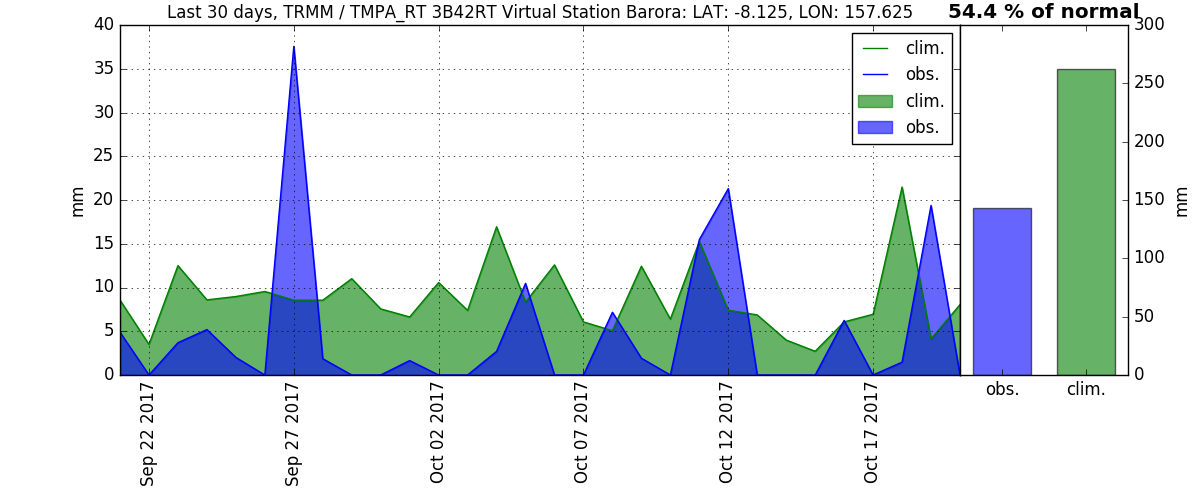 Last 30 days, TRMM / TMPA_RT 3B42RT Virtual Station Barora: LAT: -8.125, LON: 157.625
54.4 % of normal
40
35
30
25
20
15
10
5
0
mm
clim.
obs.
clim.
obs.
300
250
200
150
100
50
0
mm
obs.
clim.
Sep 22 2017
Sep 27 2017
Oct 02 2017
Oct 07 2017
Oct 12 2017
Oct 17 2017